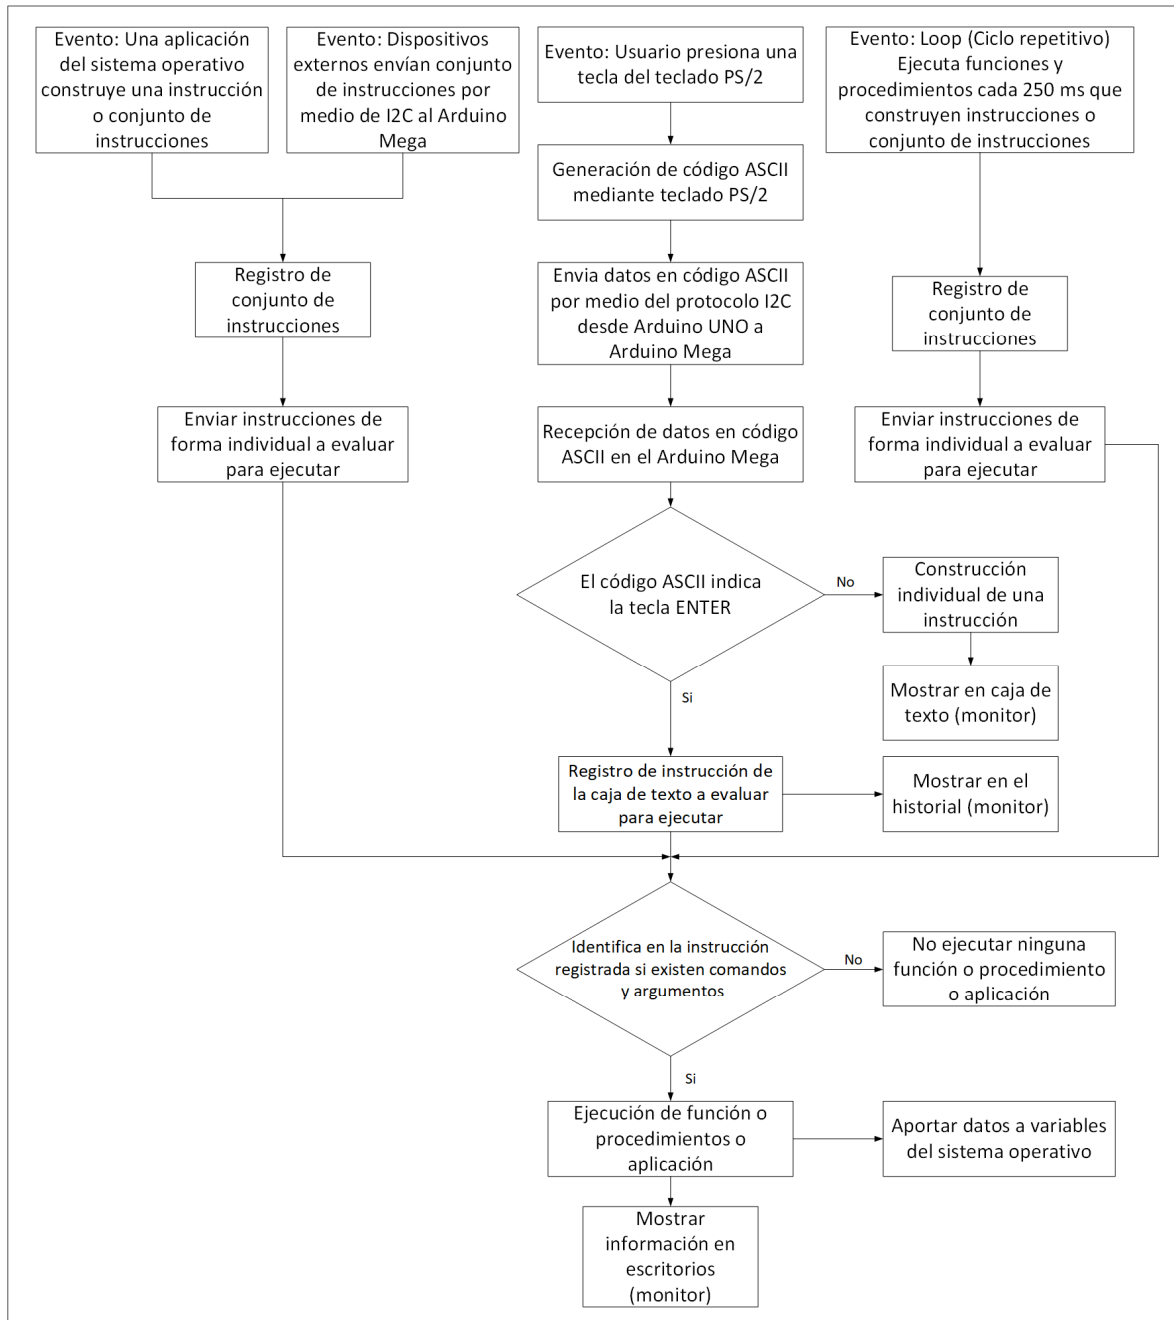 Evento: Una aplicación
del sistema operativo
construye una instrucción
o conjunto de
instrucciones
Evento: Dispositivos
externos envían conjunto
de instrucciones por
medio de I2C al Arduino
Mega
Evento: Usuario presiona una
tecla del teclado PS/2
Evento: Loop (Ciclo repetitivo)
Ejecuta funciones y
procedimientos cada 250 ms que
construyen instrucciones o
conjunto de instrucciones
Generación de código ASCII
mediante teclado PS/2
Registro de
conjunto de
instrucciones
Envia datos en código ASCII
por medio del protocolo I2C
desde Arduino UNO a
Arduino Mega
Registro de
conjunto de
instrucciones
Enviar instrucciones de
forma individual a evaluar
para ejecutar
Recepción de datos en código
ASCII en el Arduino Mega
Enviar instrucciones de
forma individual a evaluar
para ejecutar
El código ASCII indica
la tecla ENTER
No
Construcción
individual de una
instrucción
Mostrar en caja de
texto (monitor)
Si
Registro de instrucción de
la caja de texto a evaluar
para ejecutar
Mostrar en el
historial (monitor)
Identifica en la instrucción
registrada si existen comandos
y argumentos
No
No ejecutar ninguna
función o procedimiento
o aplicación
Si
Ejecución de función o
procedimientos o
aplicación
Aportar datos a variables
del sistema operativo
Mostrar
información en
escritorios
(monitor)